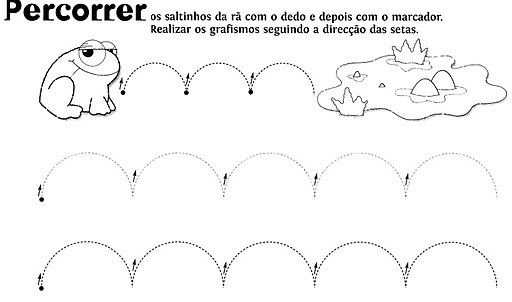 Percorrer os saltinhos da rã com o dedo e depois com o marcador.
Realizar os grafismos seguindo a direcção das setas.